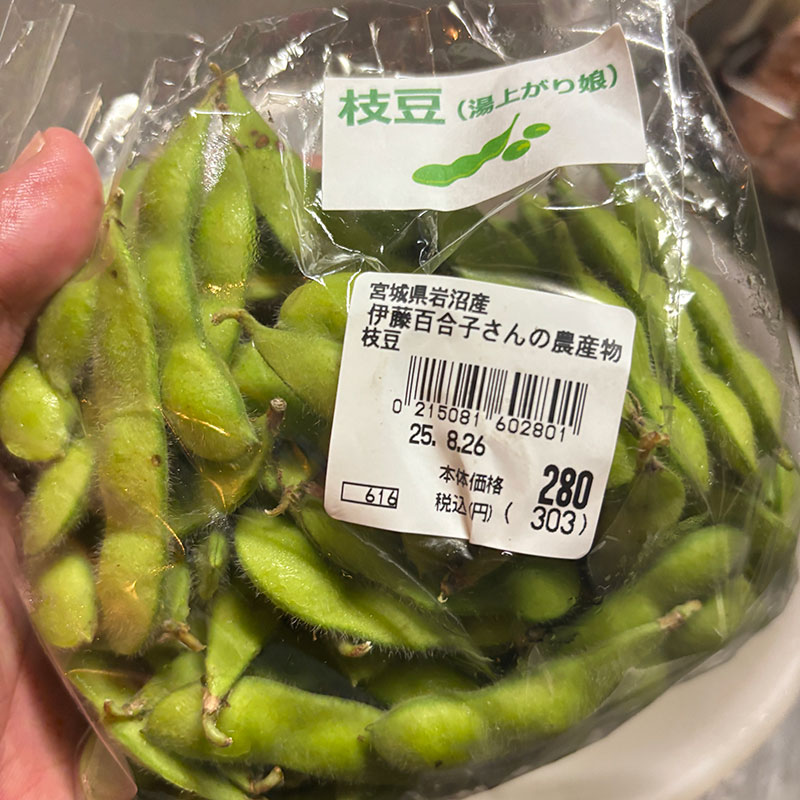 枝豆(湯上がり娘)
宮城県岩沼産
伊藤百合子さんの農産物
枝豆
0 215081 602801
25. 8.26
本体価格 280
616 税込(円) ( 303)